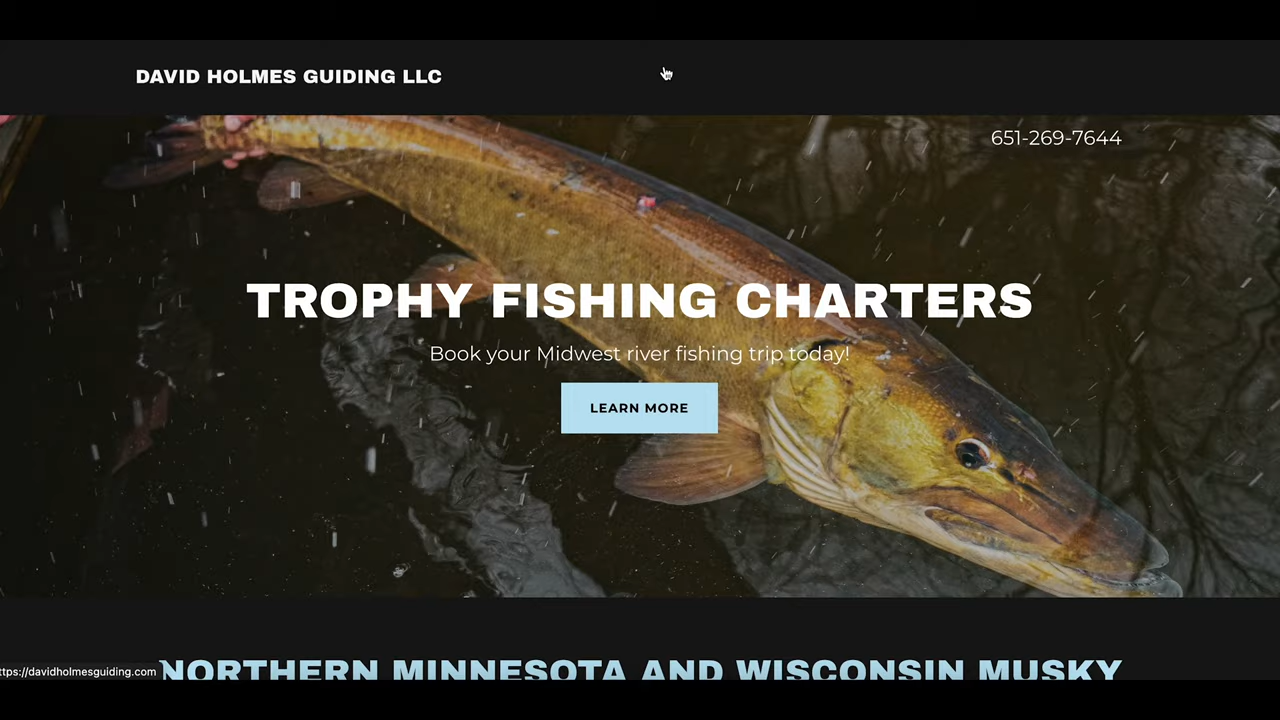 DAVID HOLMES GUIDING LLC
651-269-7644
TROPHY FISHING CHARTERS
Book your Midwest river fishing trip today!
LEARN MORE
NORTHERN MINNESOTA AND WISCONSIN MUSKY
ttps://davidholmesguiding.com